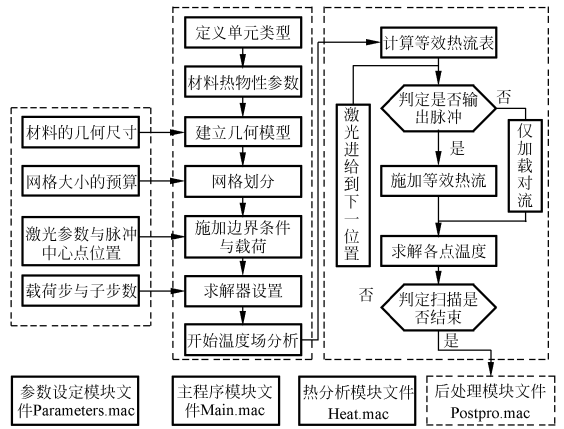 定义单元类型
材料热物性参数
建立几何模型
网格划分
施加边界条件
与载荷
求解器设置
开始温度场分析
材料的几何尺寸
网格大小的预算
激光参数与脉冲
中心点位置
载荷步与子步数
计算等效热流表
判定是否输
出脉冲
否
是
仅加载对流
施加等效热流
激光进给到下一位置
求解各点温度
判定扫描是
否结束
否
是
参数设定模块文
件Parameters.mac
主程序模块文
件Main.mac
热分析模块文件
Heat.mac
后处理模块文件
Postpro.mac